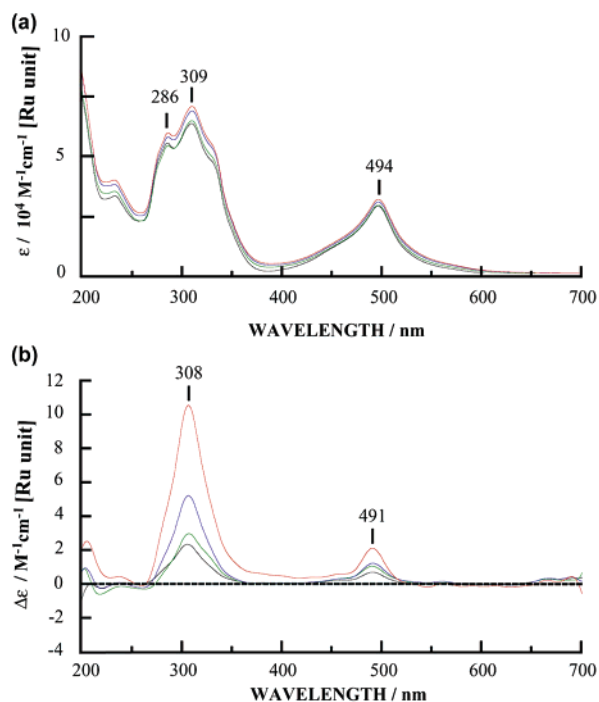 (a)
ε / 10⁴ M⁻¹cm⁻¹ [Ru unit]
10
5
0
286
309
494
200 300 400 500 600 700
WAVELENGTH / nm
(b)
Δε / M⁻¹cm⁻¹ [Ru unit]
12
10
8
6
4
2
0
-2
-4
308
491
200 300 400 500 600 700
WAVELENGTH / nm